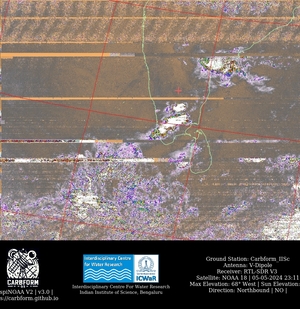 CARBFORM
spiNOAA V2 | v3.0 |
s://carbform.github.io
Interdisciplinary Centre
for Water Research
ICWaR
Interdisciplinary Centre For Water Research
Indian Institute of Science, Bengaluru
Ground Station: Carbform_IISc
Antenna: V-Dipole
Receiver: RTL-SDR V3
Satellite: NOAA 18 | 05-05-2024 23:11
Max Elevation: 68° West | Sun Elevation:
Direction: Northbound | NO |